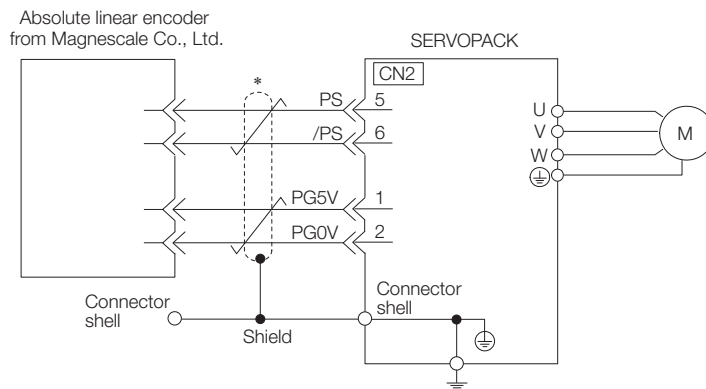 Absolute linear encoder
from Magnescale Co., Ltd.
SERVOPACK
*
CN2
PS 5
/PS 6
PG5V 1
PG0V 2
U
V
W
M
Connector
shell
Shield
Connector
shell